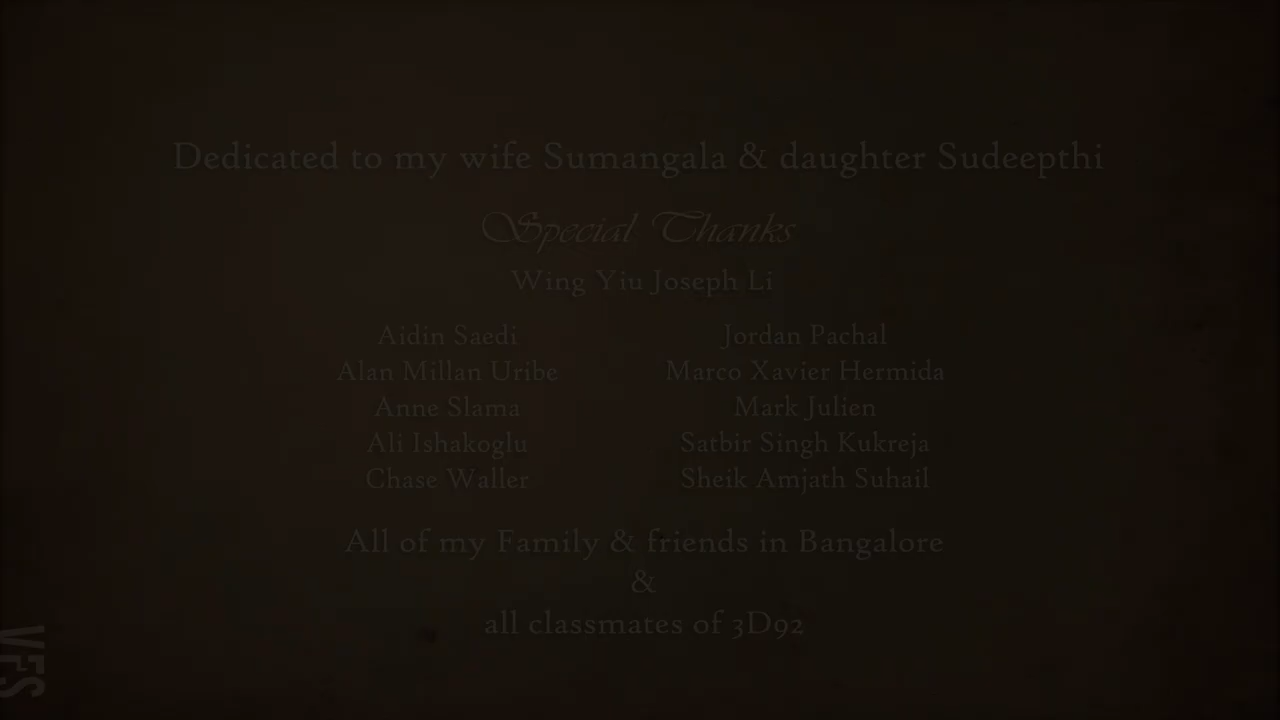 Dedicated to my wife Sumangala & daughter Sudeepthi
Special Thanks
Wing Yiu Joseph Li
Aidin Saedi
Alan Millan Uribe
Anne Slama
Ali Ishakoglu
Chase Waller
Jordan Pachal
Marco Xavier Hermida
Mark Julien
Satbir Singh Kukreja
Sheik Amjath Suhail
All of my Family & friends in Bangalore
&
all classmates of 3D92
VFS